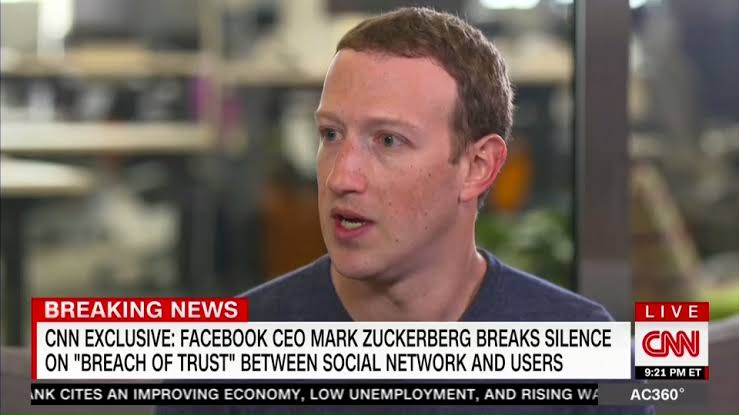 BREAKING NEWS
CNN EXCLUSIVE: FACEBOOK CEO MARK ZUCKERBERG BREAKS SILENCE
ON "BREACH OF TRUST" BETWEEN SOCIAL NETWORK AND USERS
LIVE
CNN
9:21 PM ET
CITES AN IMPROVING ECONOMY, LOW UNEMPLOYMENT, AND RISING
AC360°